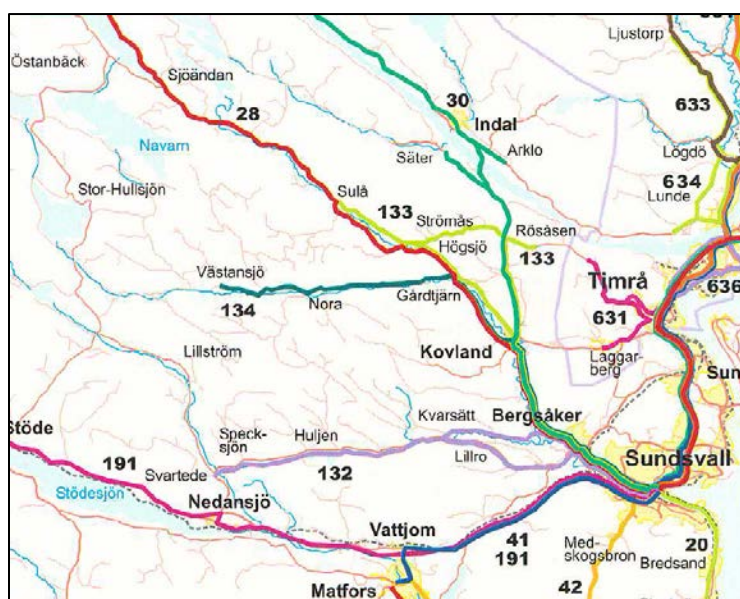 Ljustorp
Östanbäck
Sjöändan
28
30
633
Indal
Navarn
Arklo
Säter
Lögdö
634
Stor-Hullsjön
Sulå
Lunde
133
Strömås
Rösåsen
Högsjö
133
Västansjö
Timrå
636
Gårdtjärn
134
Nora
631
Lillström
Kovland
Laggar-
berg
Sun
Kvarsätt
Bergsåker
Speck-
sjön
Huljen
Stöde
191
Lillro
Sundsvall
Svartede
132
Stödesjön
Nedansjö
Vattjom
41
191
Med-
skogsbron
20
Bredsand
Matfors
42